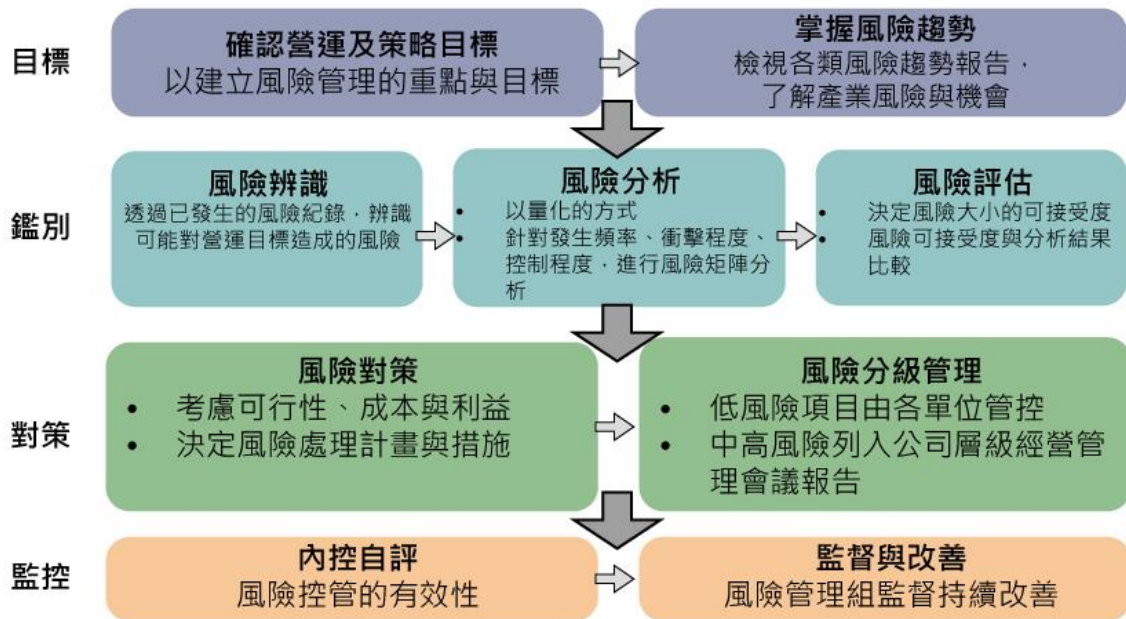 目標
確認營運及策略目標
以建立風險管理的重點與目標
掌握風險趨勢
檢視各類風險趨勢報告，
了解產業風險與機會
鑑別
風險辨識
透過已發生的風險紀錄，辨識
可能對營運目標造成的風險
風險分析
• 以量化的方式
• 針對發生頻率、衝擊程度、
控制程度，進行風險矩陣分
析
風險評估
• 決定風險大小的可接受度
• 風險可接受度與分析結果
比較
對策
風險對策
• 考慮可行性、成本與利益
• 決定風險處理計畫與措施
風險分級管理
• 低風險項目由各單位管控
• 中高風險列入公司層級經營管
理會議報告
監控
內控自評
風險控管的有效性
監督與改善
風險管理組監督持續改善